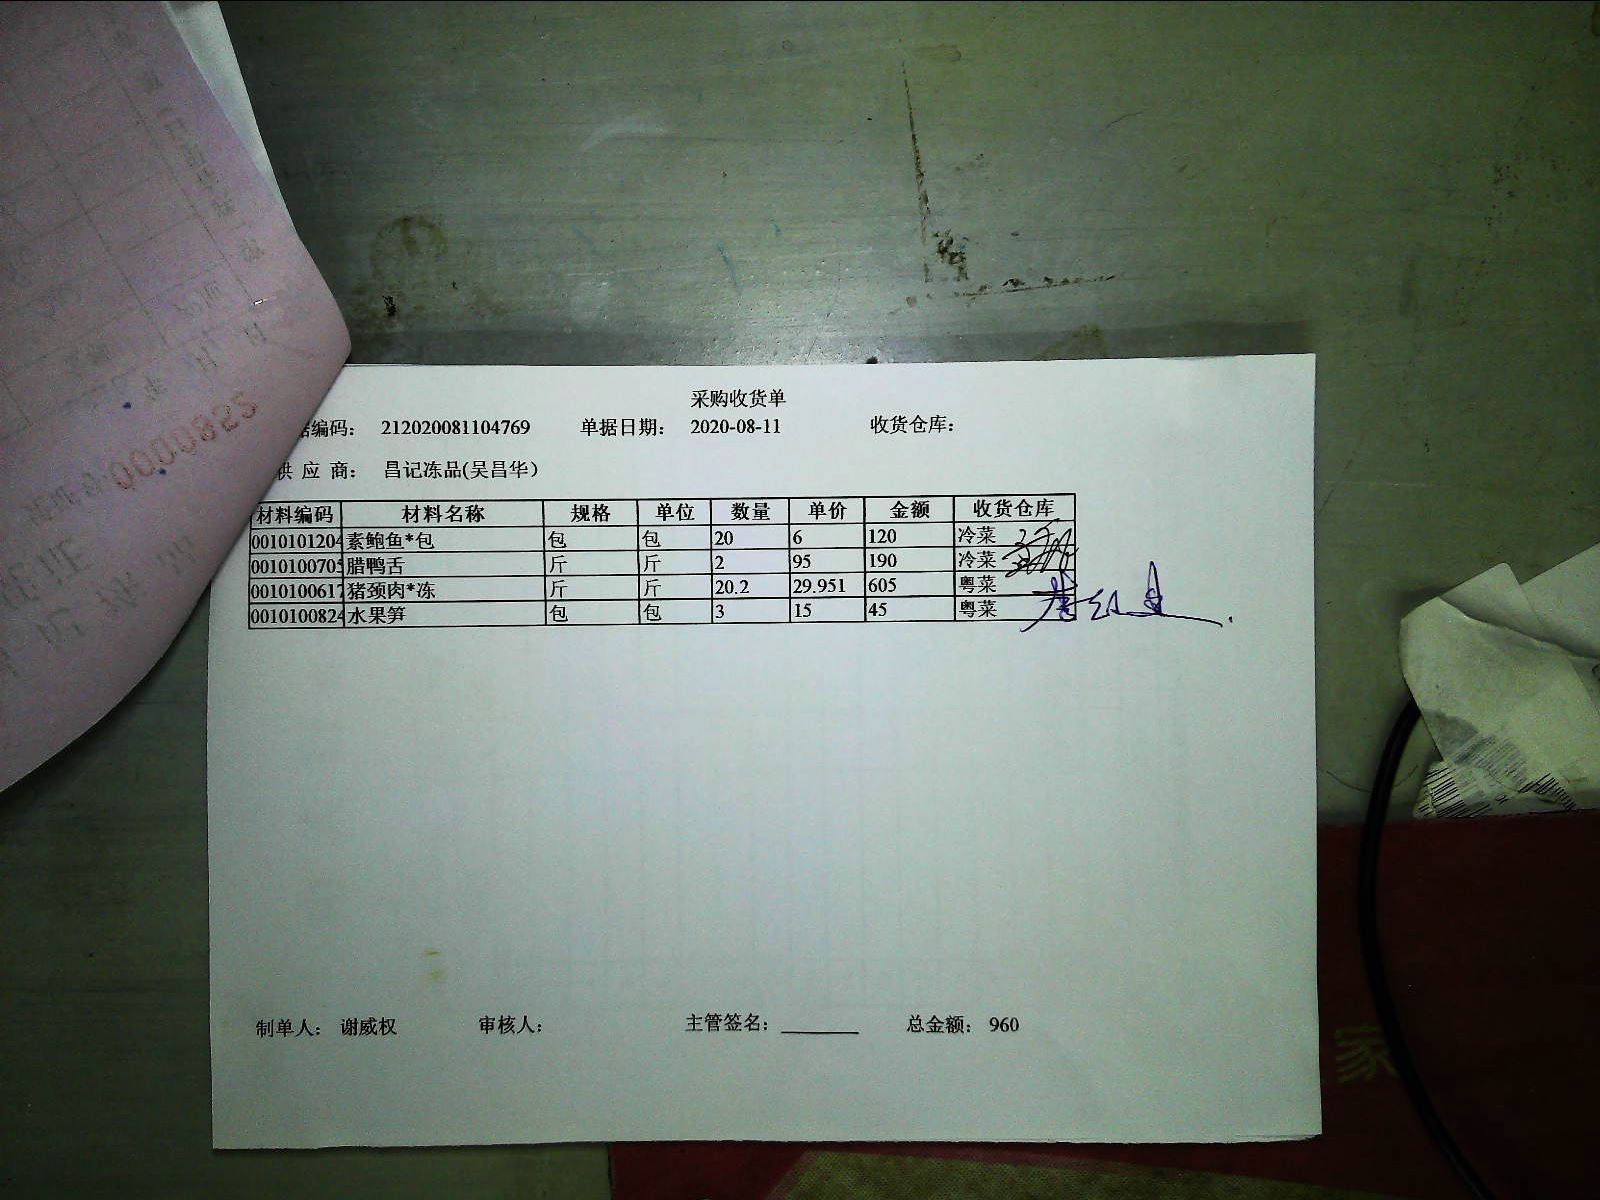 采购收货单
据编码： 212020081104769 单据日期： 2020-08-11 收货仓库：
供 应 商： 昌记冻品(吴昌华)
材料编码 材料名称 规格 单位 数量 单价 金额 收货仓库
0010101204 素鲍鱼*包 包 包 20 6 120 冷菜
0010100705 腊鸭舌 斤 斤 2 95 190 冷菜
0010100617 猪颈肉*冻 斤 斤 20.2 29.951 605 粤菜
0010100824 水果笋 包 包 3 15 45 粤菜
制单人： 谢威权 审核人： 主管签名： 总金额： 960
0000823
家